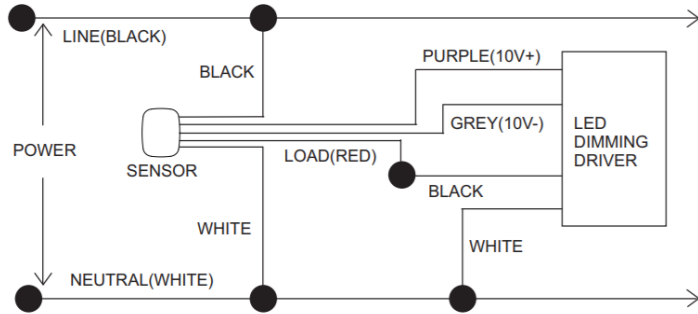 LINE(BLACK)
PURPLE(10V+)
BLACK
GREY(10V-)
LED
DIMMING
DRIVER
POWER
LOAD(RED)
SENSOR
BLACK
WHITE
WHITE
NEUTRAL(WHITE)